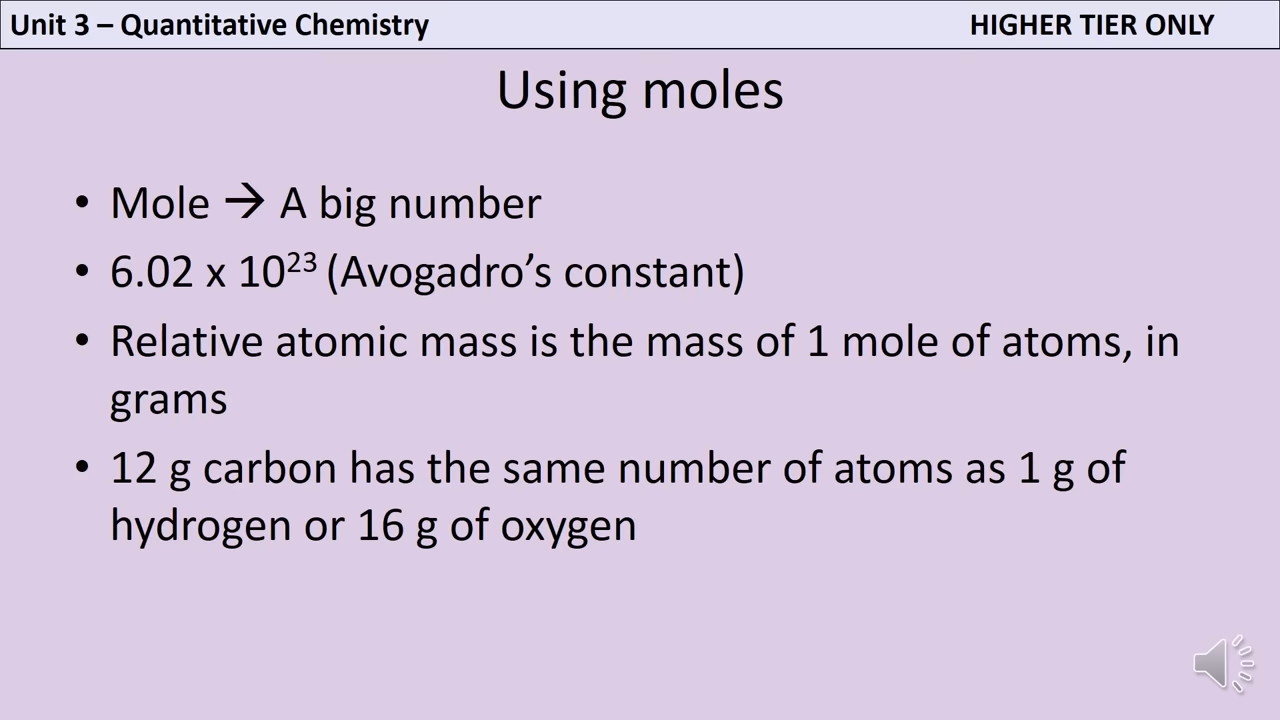 Unit 3 – Quantitative Chemistry HIGHER TIER ONLY
Using moles
• Mole → A big number
• 6.02 x 10²³ (Avogadro’s constant)
• Relative atomic mass is the mass of 1 mole of atoms, in
grams
• 12 g carbon has the same number of atoms as 1 g of
hydrogen or 16 g of oxygen